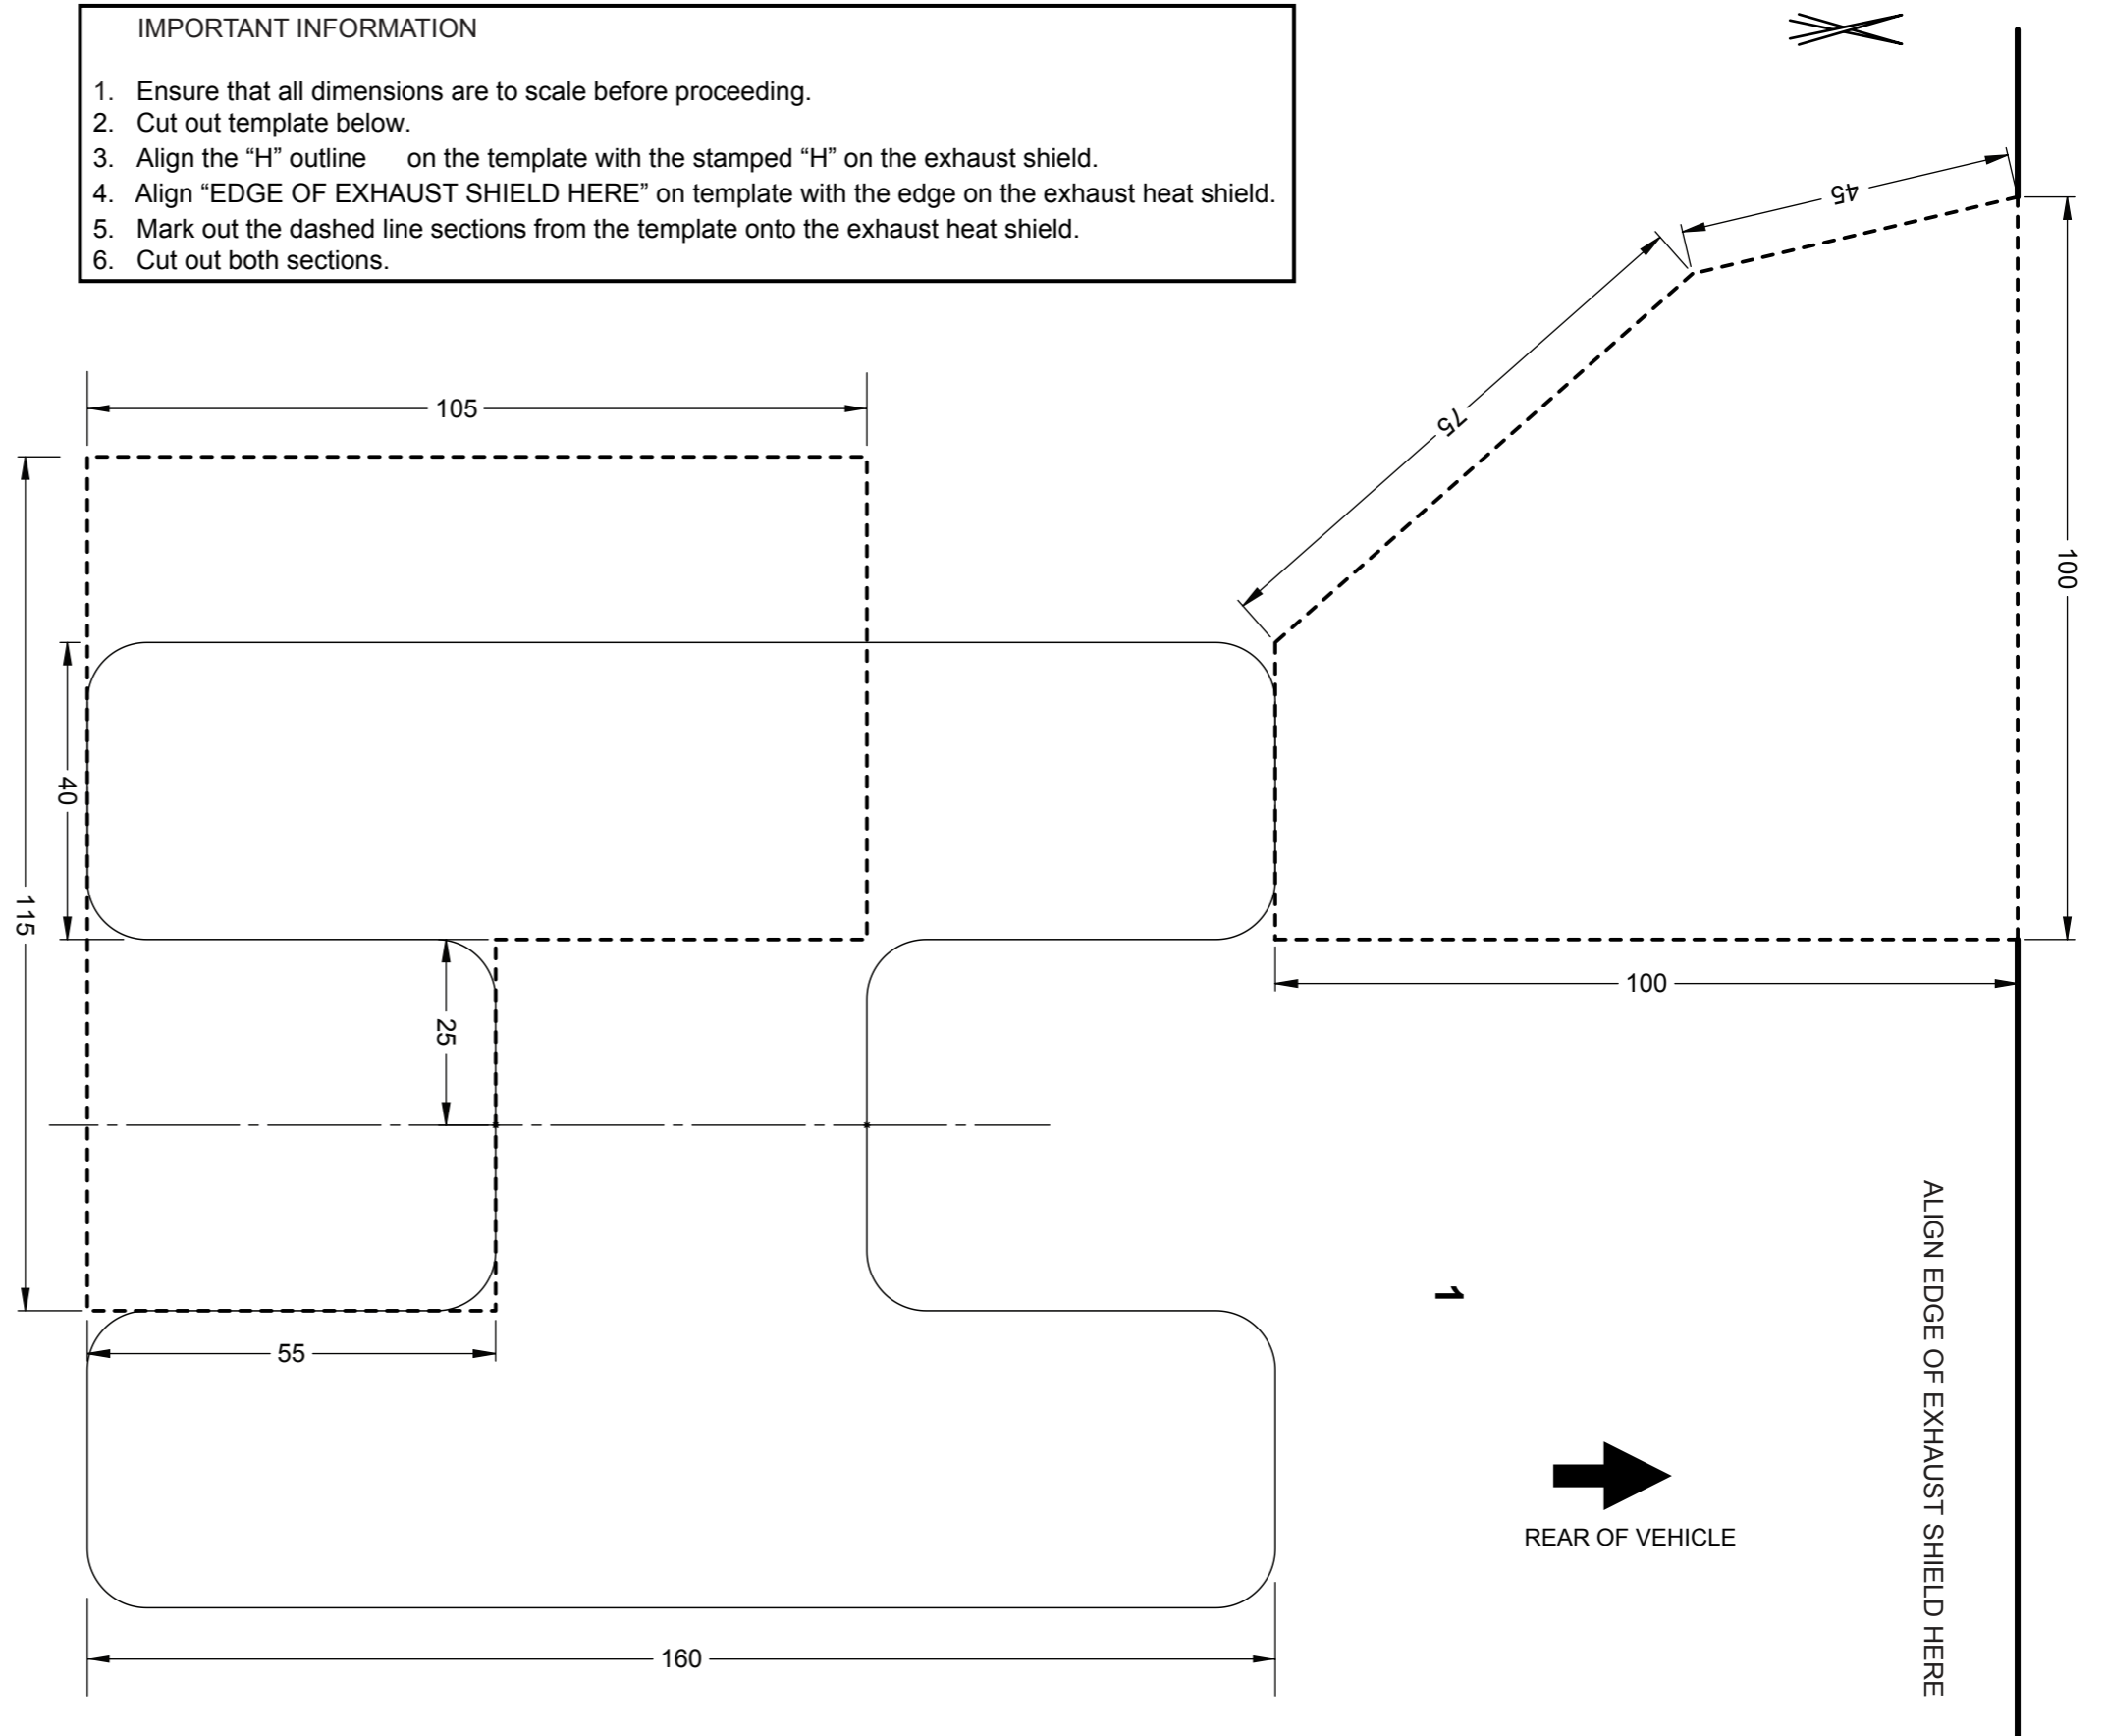 IMPORTANT INFORMATION
1. Ensure that all dimensions are to scale before proceeding.
2. Cut out template below.
3. Align the “H” outline on the template with the stamped “H” on the exhaust shield.
4. Align “EDGE OF EXHAUST SHIELD HERE” on template with the edge on the exhaust heat shield.
5. Mark out the dashed line sections from the template onto the exhaust heat shield.
6. Cut out both sections.
45
75
105
100
40
115
100
25
55
1
160
REAR OF VEHICLE
ALIGN EDGE OF EXHAUST SHIELD HERE